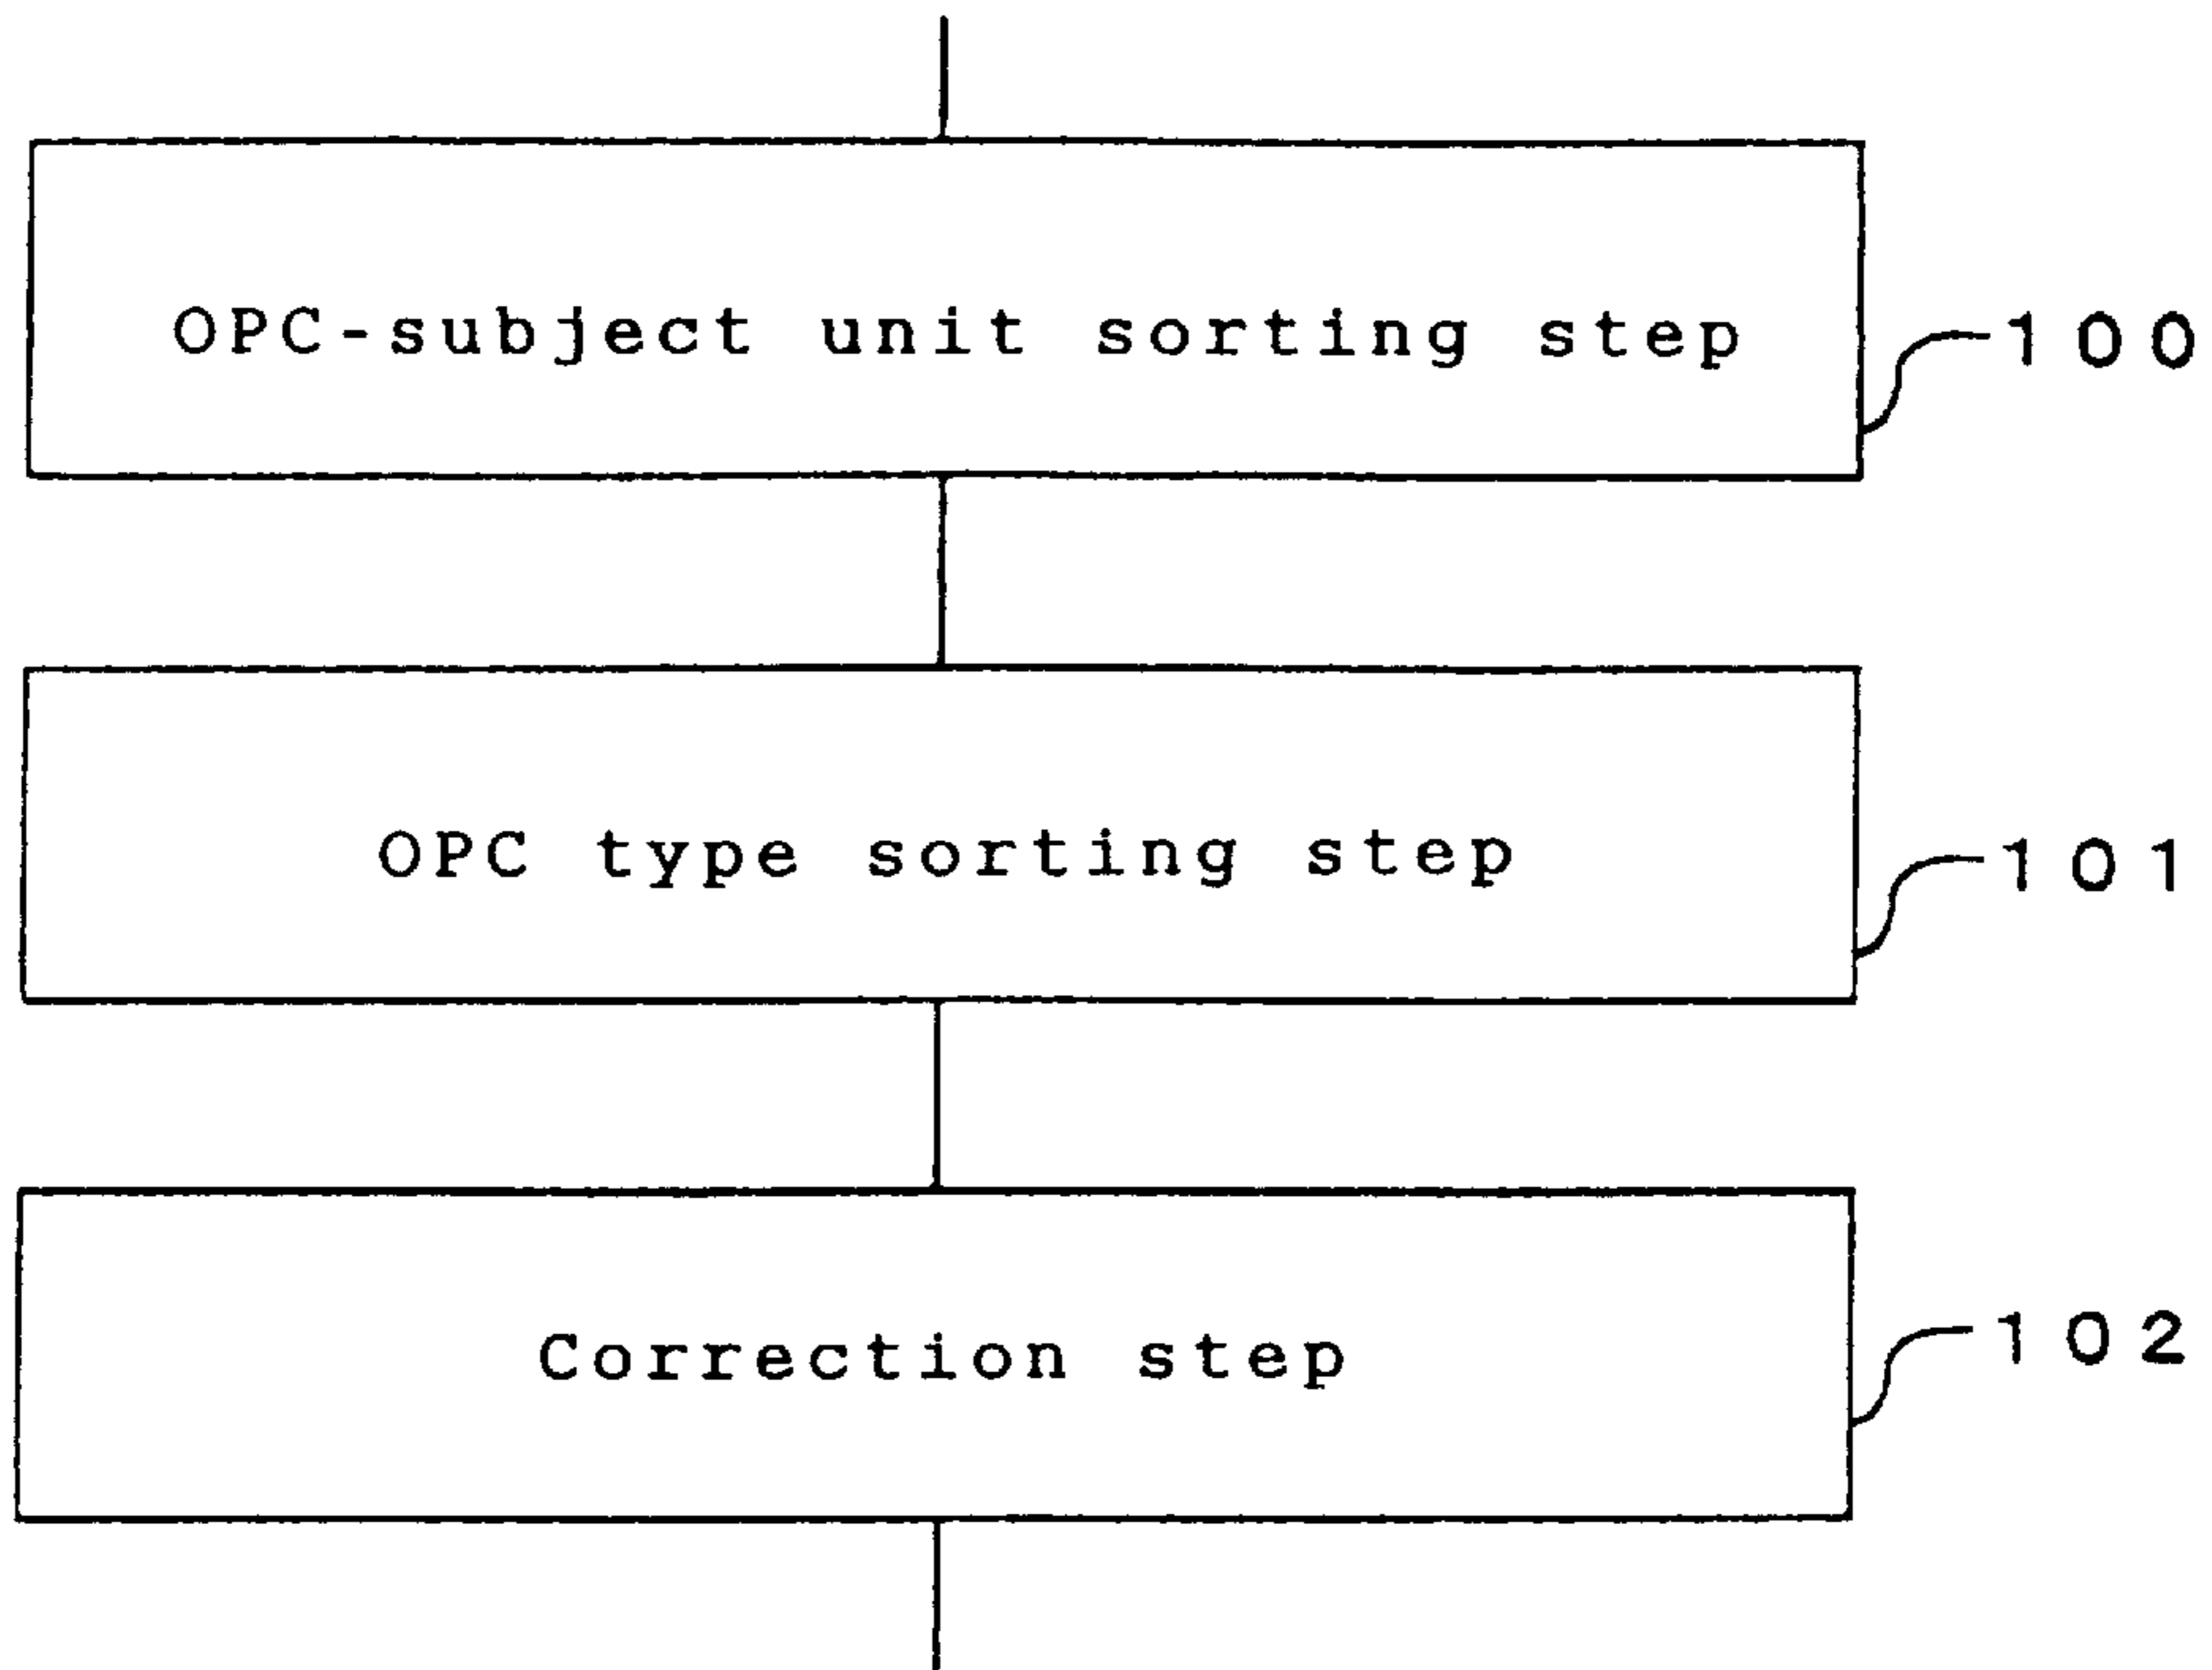 OPC-subject unit sorting step
100
OPC type sorting step
101
Correction step
102